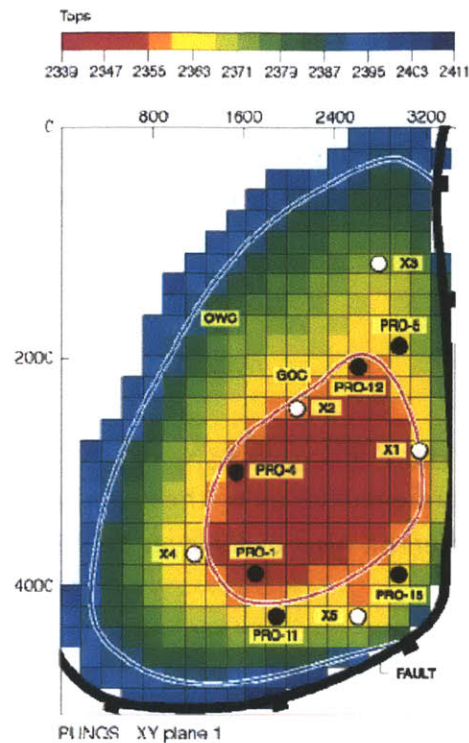 Tops
2339 2347 2355 2363 2371 2379 2387 2395 2403 2411
800 1600 2400 3200
0
X3
OWC
PRO-5
2000
GOC
PRO-12
X2
X1
PRO-4
X4
PRO-1
4000
PRO-15
PRO-11
X5
FAULT
PUNQS XY plane 1